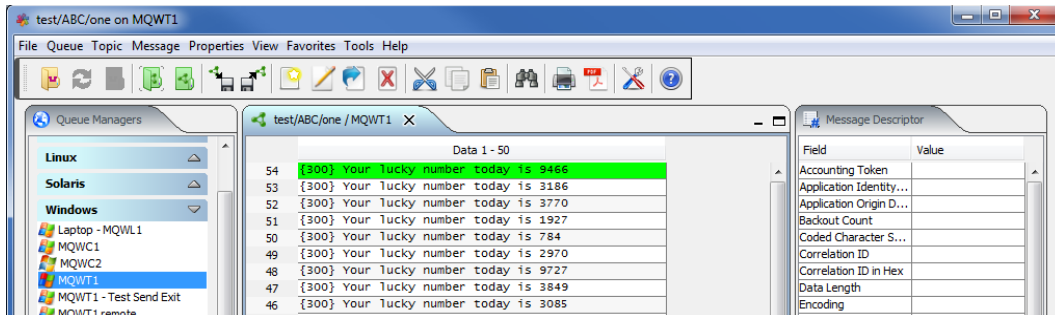 test/ABC/one on MQWT1
File Queue Topic Message Properties View Favorites Tools Help
PDF
Queue Managers
Linux
Solaris
Windows
Laptop - MQWL1
MQWC1
MQWC2
MQWT1
MQWT1 - Test Send Exit
MQWT1 remote
test/ABC/one / MQWT1
Data 1 - 50
54 {300} Your lucky number today is 9466
53 {300} Your lucky number today is 3186
52 {300} Your lucky number today is 3770
51 {300} Your lucky number today is 1927
50 {300} Your lucky number today is 784
49 {300} Your lucky number today is 2970
48 {300} Your lucky number today is 9727
47 {300} Your lucky number today is 3849
46 {300} Your lucky number today is 3085
Message Descriptor
Field Value
Accounting Token
Application Identity...
Application Origin D...
Backout Count
Coded Character S...
Correlation ID
Correlation ID in Hex
Data Length
Encoding